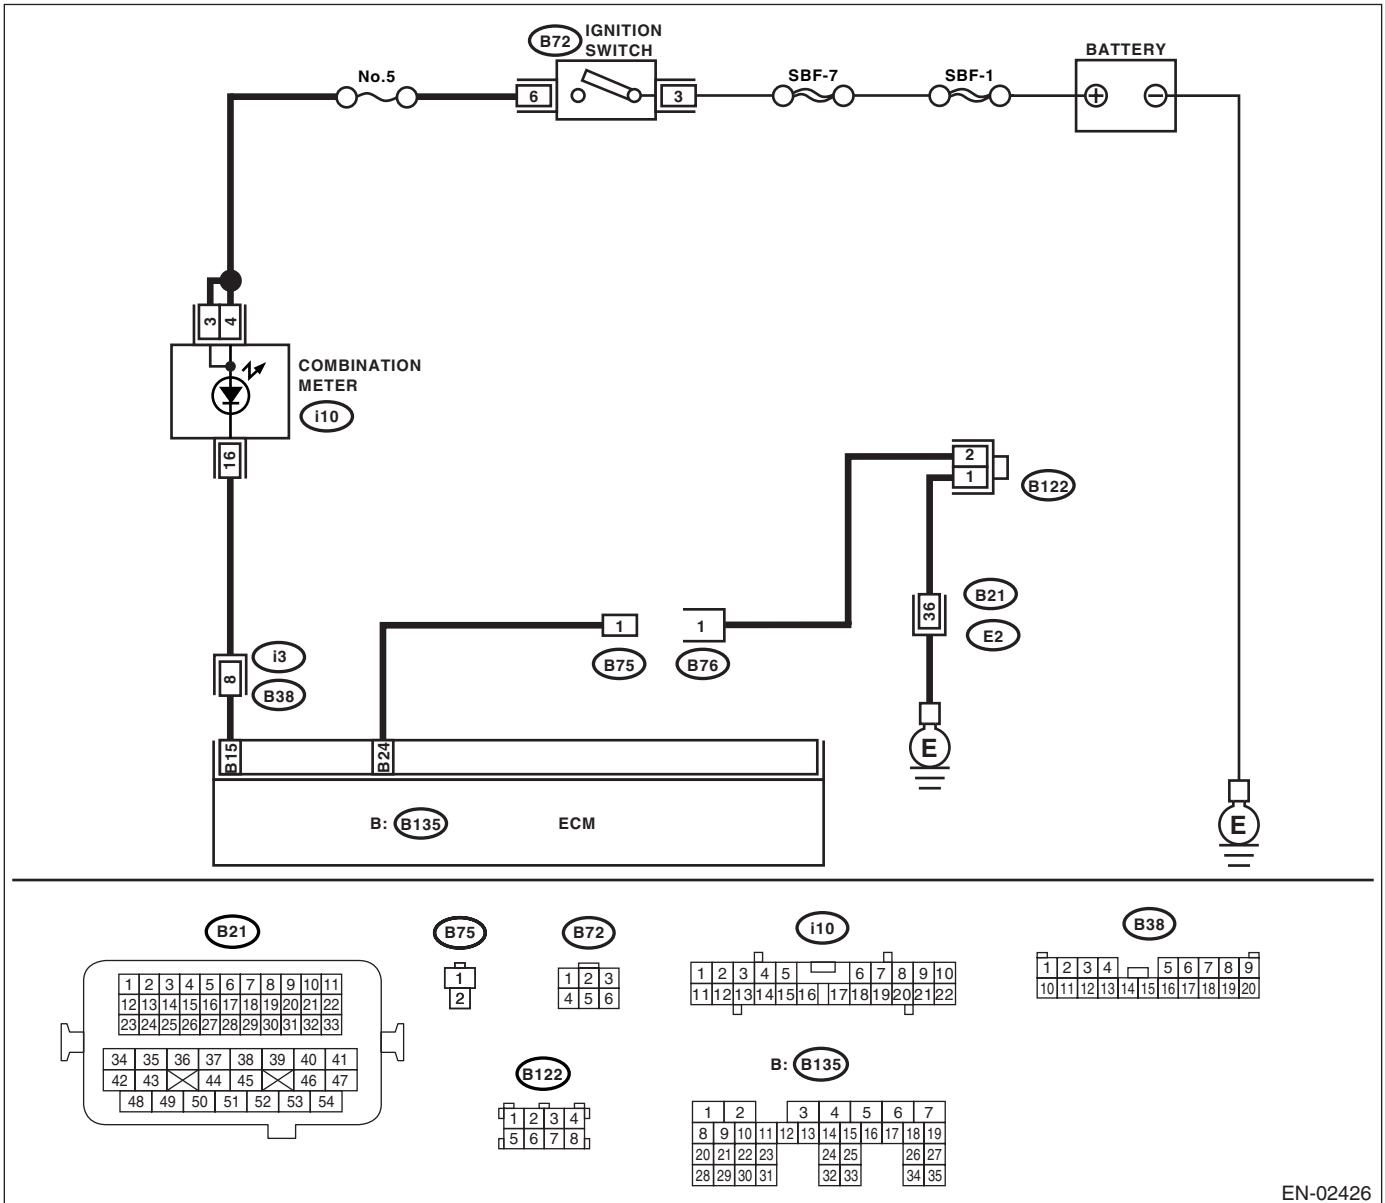 B72 IGNITION
SWITCH
BATTERY
No.5
6
3
SBF-7
SBF-1
+
−
3
4
COMBINATION
METER
i10
16
2
1
B122
36
B21
E2
1
1
B75
B76
i3
8
B38
B15
B24
E
E
B: B135
ECM
B21
1 2 3 4 5 6 7 8 9 10 11
12 13 14 15 16 17 18 19 20 21 22
23 24 25 26 27 28 29 30 31 32 33
34 35 36 37 38 39 40 41
42 43 44 45 46 47
48 49 50 51 52 53 54
B75
1
2
B72
1 2 3
4 5 6
i10
1 2 3 4 5 6 7 8 9 10
11 12 13 14 15 16 17 18 19 20 21 22
B38
1 2 3 4 5 6 7 8 9
10 11 12 13 14 15 16 17 18 19 20
B122
1 2 3 4
5 6 7 8
B: B135
1 2 3 4 5 6 7
8 9 10 11 12 13 14 15 16 17 18 19
20 21 22 23 24 25 26 27
28 29 30 31 32 33 34 35
EN-02426